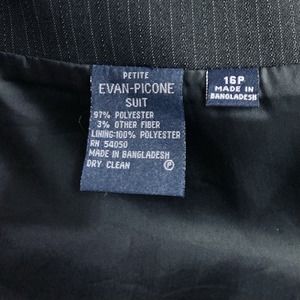 PETITE
EVAN-PICONE
SUIT
97% POLYESTER
3% OTHER FIBER
LINING:100% POLYESTER
RN 54050
MADE IN BANGLADESH
DRY CLEAN Ⓟ
16P
MADE IN
BANGLADESH